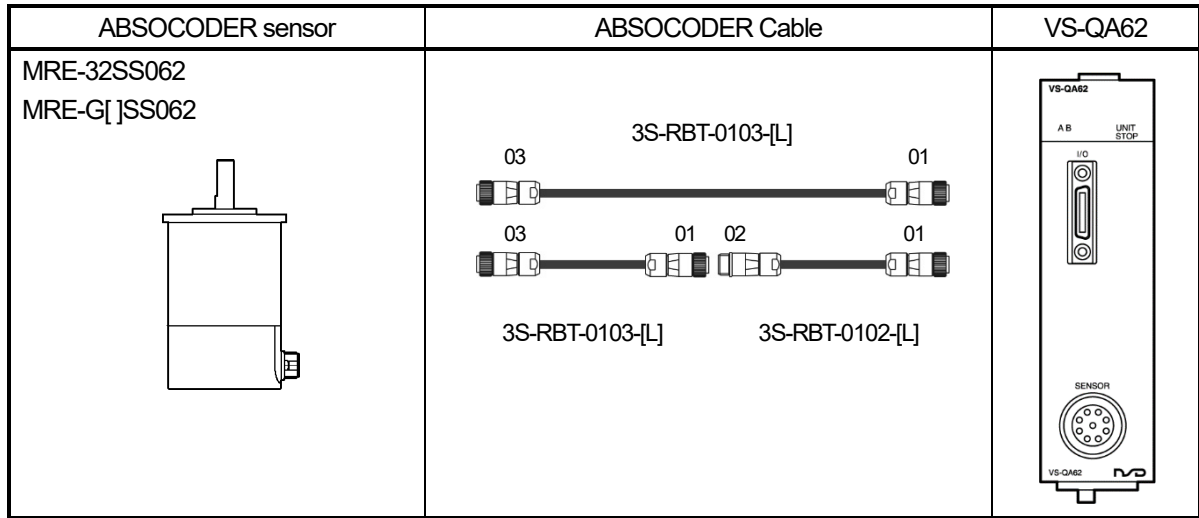 ABSOCODER sensor
ABSOCODER Cable
VS-QA62
MRE-32SS062
MRE-G[ ]SS062
3S-RBT-0103-[L]
03 01
03 01 02 01
3S-RBT-0103-[L] 3S-RBT-0102-[L]
VS-QA62
A B UNIT
STOP
I/O
SENSOR
VS-QA62 NSD